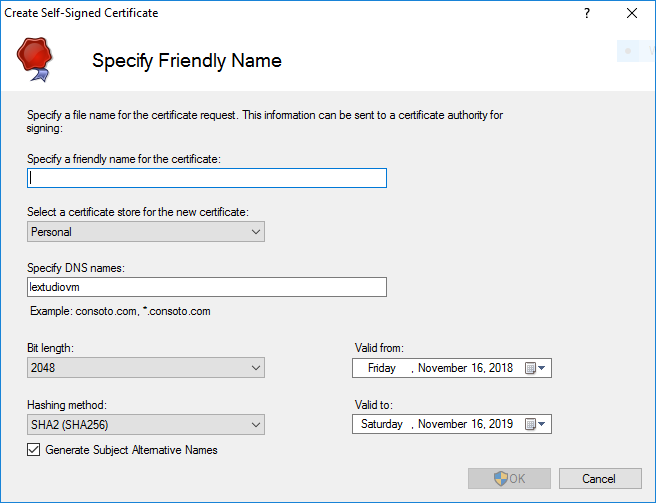 Create Self-Signed Certificate
?
Specify Friendly Name
Specify a file name for the certificate request. This information can be sent to a certificate authority for
signing:
Specify a friendly name for the certificate:
Select a certificate store for the new certificate:
Personal
Specify DNS names:
lextudiovm
Example: consoto.com, *.consoto.com
Bit length:
Valid from:
2048
Friday , November 16, 2018
Hashing method:
Valid to:
SHA2 (SHA256)
Saturday , November 16, 2019
Generate Subject Alternative Names
OK
Cancel